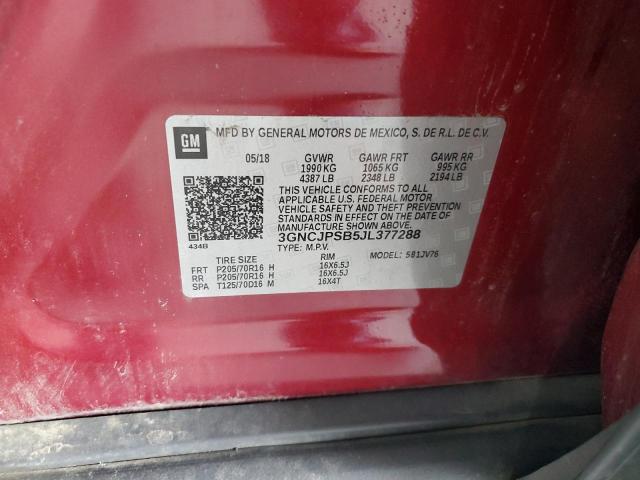 GM
MFD BY GENERAL MOTORS DE MEXICO, S. DE R.L. DE C.V.
05/18 GVWR GAWR FRT GAWR RR
1990 KG 1065 KG 995 KG
4387 LB 2348 LB 2194 LB
THIS VEHICLE CONFORMS TO ALL
APPLICABLE U.S. FEDERAL MOTOR
VEHICLE SAFETY AND THEFT PREVENTION
STANDARDS IN EFFECT ON THE DATE OF
MANUFACTURE SHOWN ABOVE.
3GNCJPSB5JL377288
434B
TYPE: M.P.V. MODEL: 581JV76
TIRE SIZE RIM
FRT P205/70R16 H 16X6.5J
RR P205/70R16 H 16X6.5J
SPA T125/70D16 M 16X4T